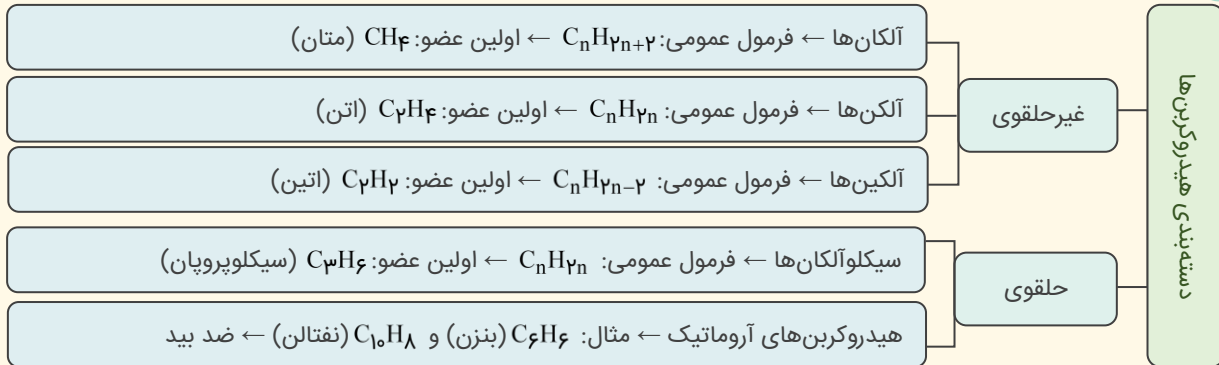 دسته‌بندی هیدروکربن‌ها
غیرحلقوی
آلکان‌ها ← فرمول عمومی: CnH۲n+۲ ← اولین عضو: CH۴ (متان)
آلکن‌ها ← فرمول عمومی: CnH۲n ← اولین عضو: C۲H۴ (اتن)
آلکین‌ها ← فرمول عمومی: CnH۲n−۲ ← اولین عضو: C۲H۲ (اتین)
حلقوی
سیکلوآلکان‌ها ← فرمول عمومی: CnH۲n ← اولین عضو: C۳H۶ (سیکلوپروپان)
هیدروکربن‌های آروماتیک ← مثال: C۶H۶ (بنزن) و C۱۰H۸ (نفتالن) ← ضد بید